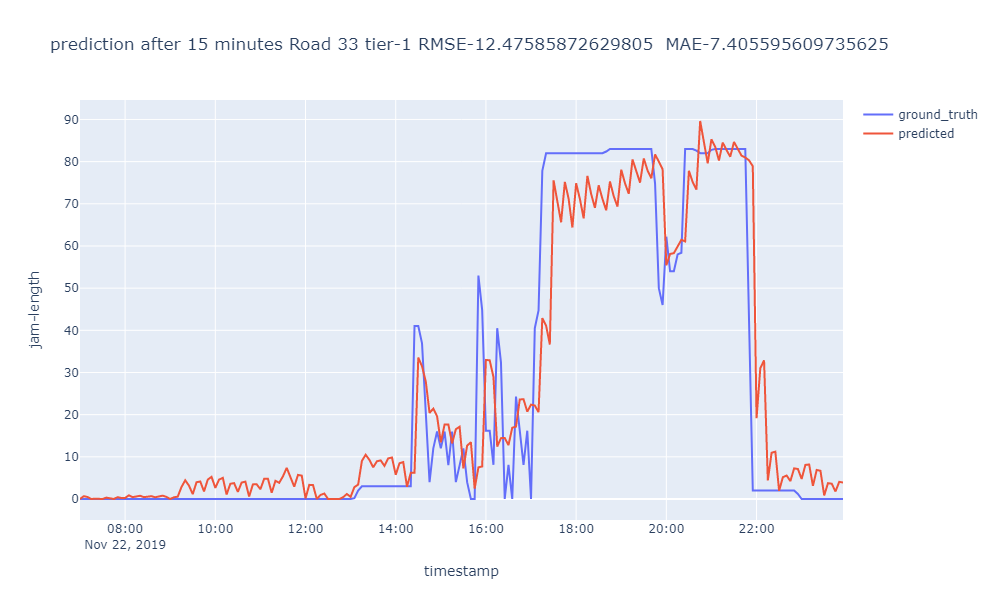 prediction after 15 minutes Road 33 tier-1 RMSE-12.47585872629805  MAE-7.405595609735625
ground_truth
predicted
90
80
70
60
50
40
30
20
10
0
jam-length
08:00 10:00 12:00 14:00 16:00 18:00 20:00 22:00
Nov 22, 2019
timestamp